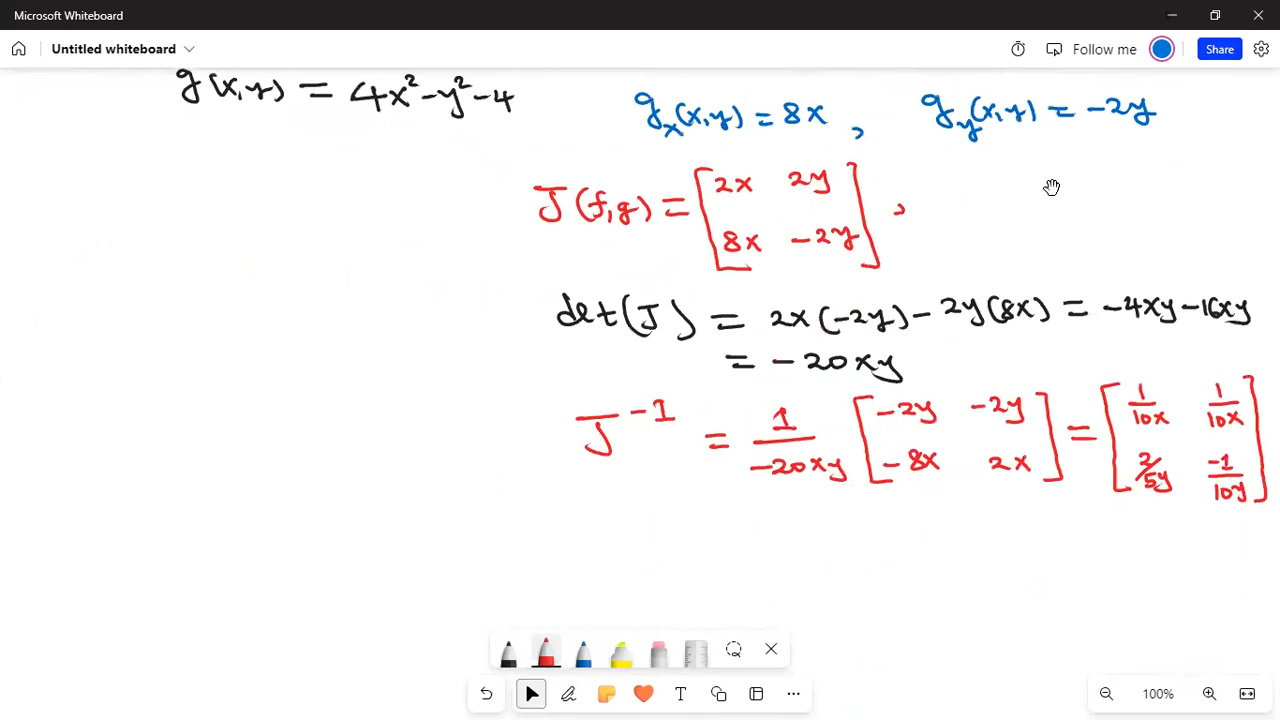 Microsoft Whiteboard
Untitled whiteboard
Follow me
Share
g(x,y) = 4x²-y²-4
g_x(x,y) = 8x , g_y(x,y) = -2y
J(f,g) = [2x 2y
8x -2y] ,
det(J) = 2x(-2y) - 2y(8x) = -4xy-16xy
= -20xy
J⁻¹ = 1/-20xy [-2y -2y
-8x 2x] = [1/10x 1/10x
2/5y -1/10y]
T
100%